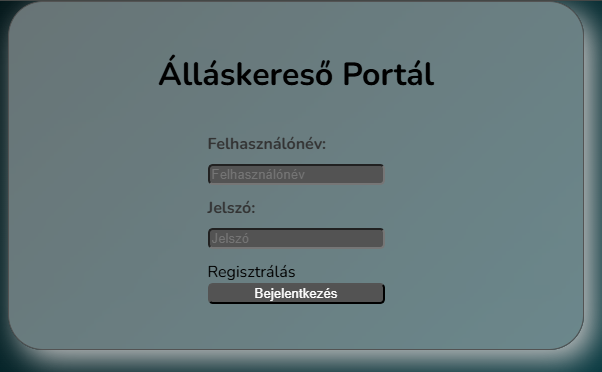 Álláskereső Portál
Felhasználónév:
Felhasználónév
Jelszó:
Jelszó
Regisztrálás
Bejelentkezés